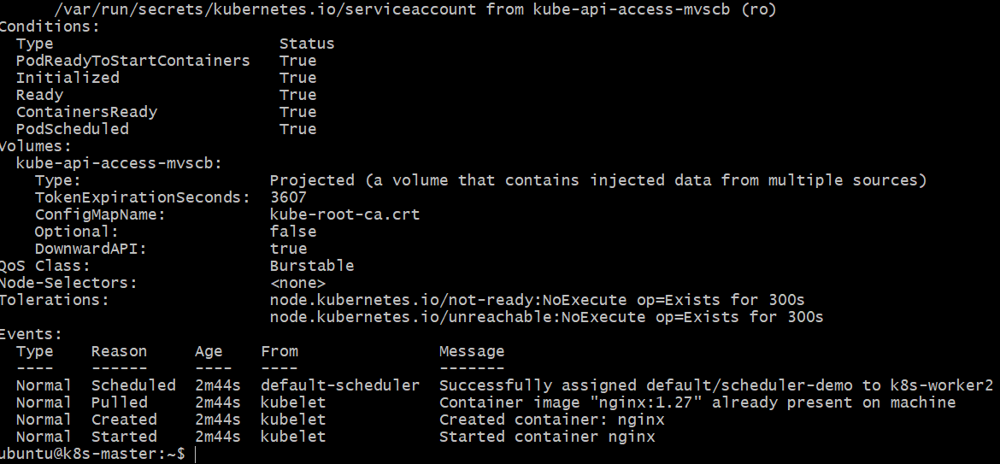 /var/run/secrets/kubernetes.io/serviceaccount from kube-api-access-mvscb (ro)
Conditions:
  Type                        Status
  PodReadyToStartContainers   True
  Initialized                 True
  Ready                       True
  ContainersReady             True
  PodScheduled                True
Volumes:
  kube-api-access-mvscb:
    Type:                    Projected (a volume that contains injected data from multiple sources)
    TokenExpirationSeconds:  3607
    ConfigMapName:           kube-root-ca.crt
    Optional:                false
    DownwardAPI:             true
QoS Class:                   Burstable
Node-Selectors:              <none>
Tolerations:                 node.kubernetes.io/not-ready:NoExecute op=Exists for 300s
                             node.kubernetes.io/unreachable:NoExecute op=Exists for 300s
Events:
  Type    Reason     Age    From               Message
  ----    ------     ----   ----               -------
  Normal  Scheduled  2m44s  default-scheduler  Successfully assigned default/scheduler-demo to k8s-worker2
  Normal  Pulled     2m44s  kubelet            Container image "nginx:1.27" already present on machine
  Normal  Created    2m44s  kubelet            Created container: nginx
  Normal  Started    2m44s  kubelet            Started container nginx
ubuntu@k8s-master:~$